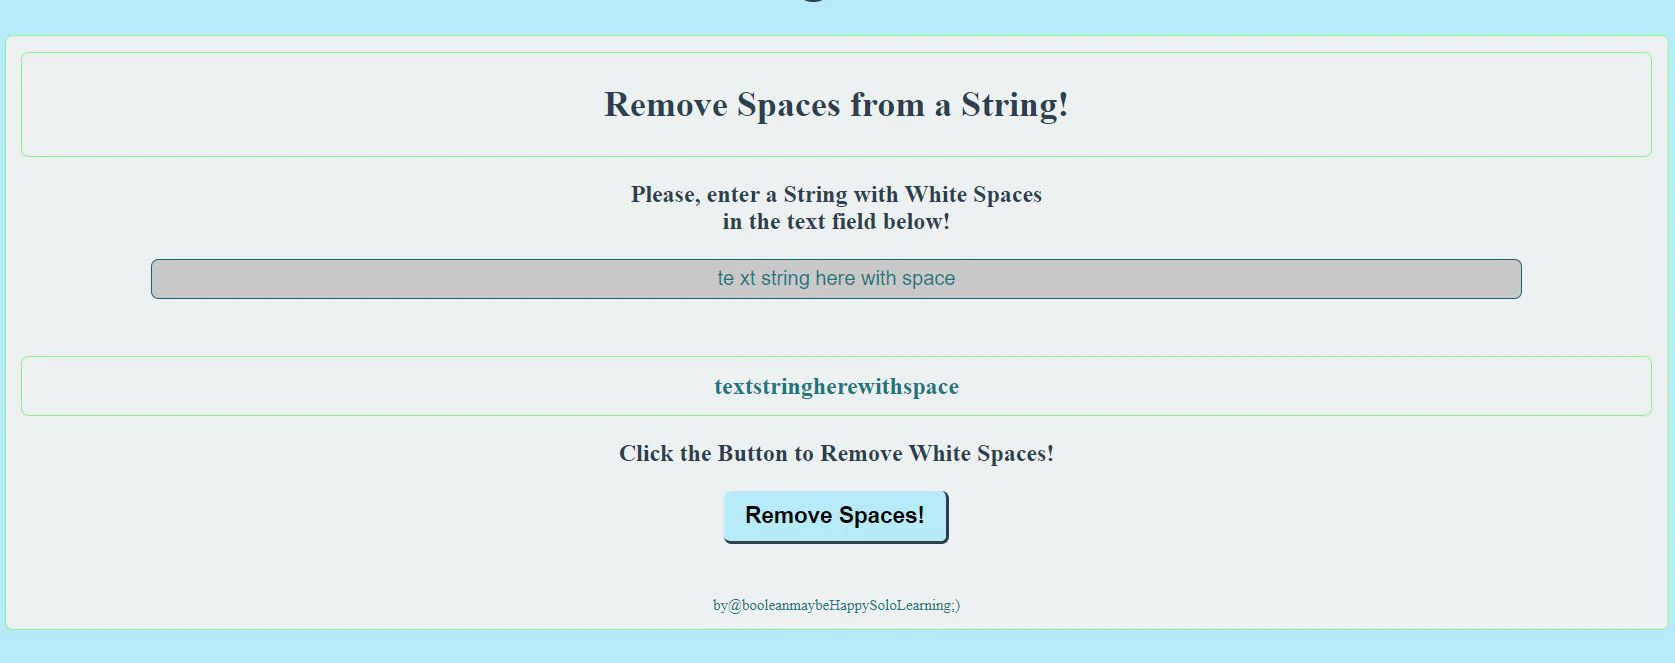 Remove Spaces from a String!
Please, enter a String with White Spaces
in the text field below!
te xt string here with space
textstringherewithspace
Click the Button to Remove White Spaces!
Remove Spaces!
by@booleanmaybeHappySoloLearning;)